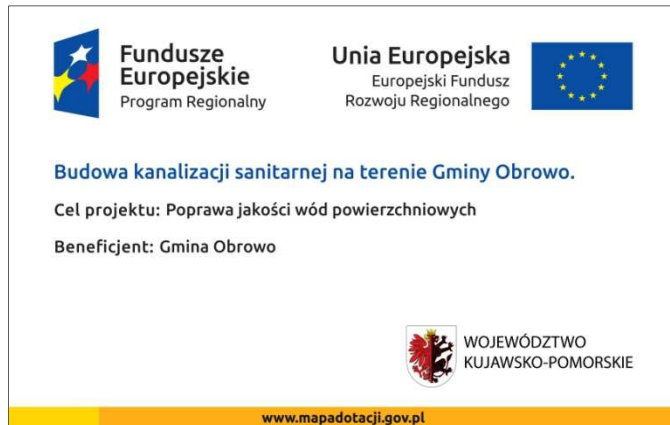 Fundusze
Europejskie
Program Regionalny
Unia Europejska
Europejski Fundusz
Rozwoju Regionalnego
Budowa kanalizacji sanitarnej na terenie Gminy Obrowo.
Cel projektu: Poprawa jakości wód powierzchniowych
Beneficjent: Gmina Obrowo
WOJEWÓDZTWO
KUJAWSKO-POMORSKIE
www.mapadotacji.gov.pl